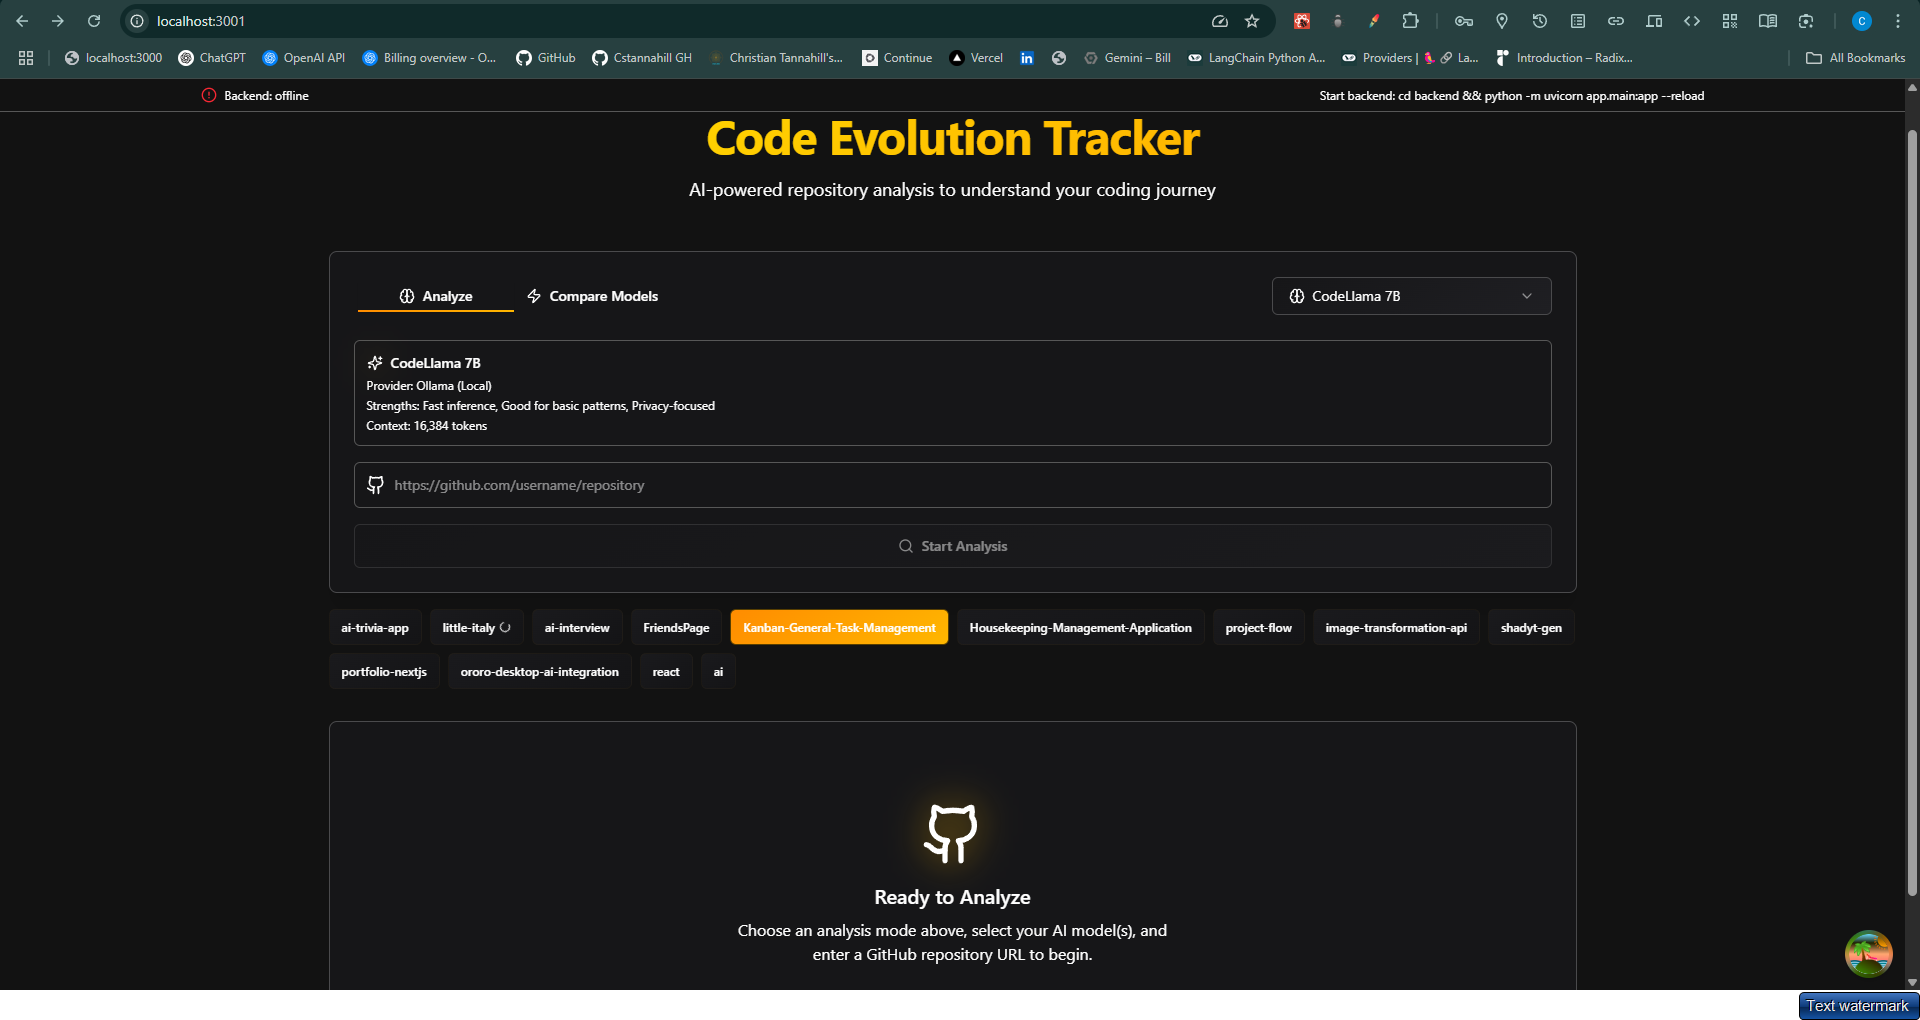 localhost:3001
localhost:3000 ChatGPT OpenAI API Billing overview - O... GitHub Cstannahill GH Christian Tannahill's... Continue Vercel Gemini – Bill LangChain Python A... Providers | La... Introduction – Radix... All Bookmarks
Backend: offline Start backend: cd backend && python -m uvicorn app.main:app --reload
Code Evolution Tracker
AI-powered repository analysis to understand your coding journey
Analyze Compare Models CodeLlama 7B
CodeLlama 7B
Provider: Ollama (Local)
Strengths: Fast inference, Good for basic patterns, Privacy-focused
Context: 16,384 tokens
https://github.com/username/repository
Start Analysis
ai-trivia-app little-italy ai-interview FriendsPage Kanban-General-Task-Management Housekeeping-Management-Application project-flow image-transformation-api shadyt-gen
portfolio-nextjs ororo-desktop-ai-integration react ai
Ready to Analyze
Choose an analysis mode above, select your AI model(s), and
enter a GitHub repository URL to begin.
C
in
Text watermark